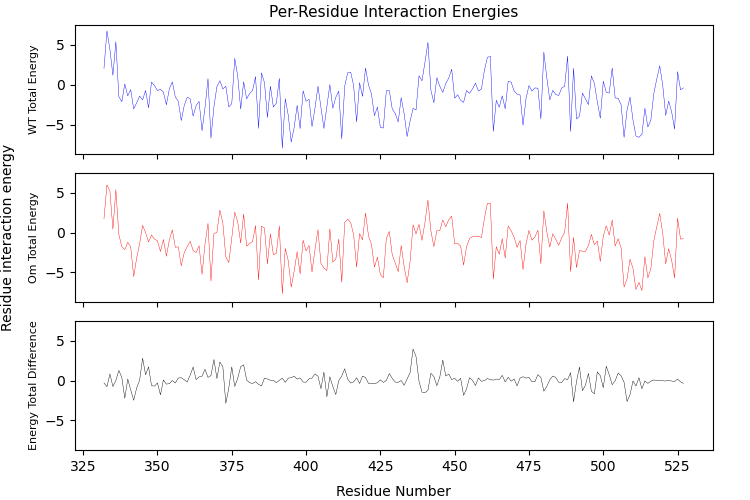 Per-Residue Interaction Energies
Residue interaction energy
WT Total Energy
5
0
−5
Om Total Energy
5
0
−5
Energy Total Difference
5
0
−5
325 350 375 400 425 450 475 500 525
Residue Number